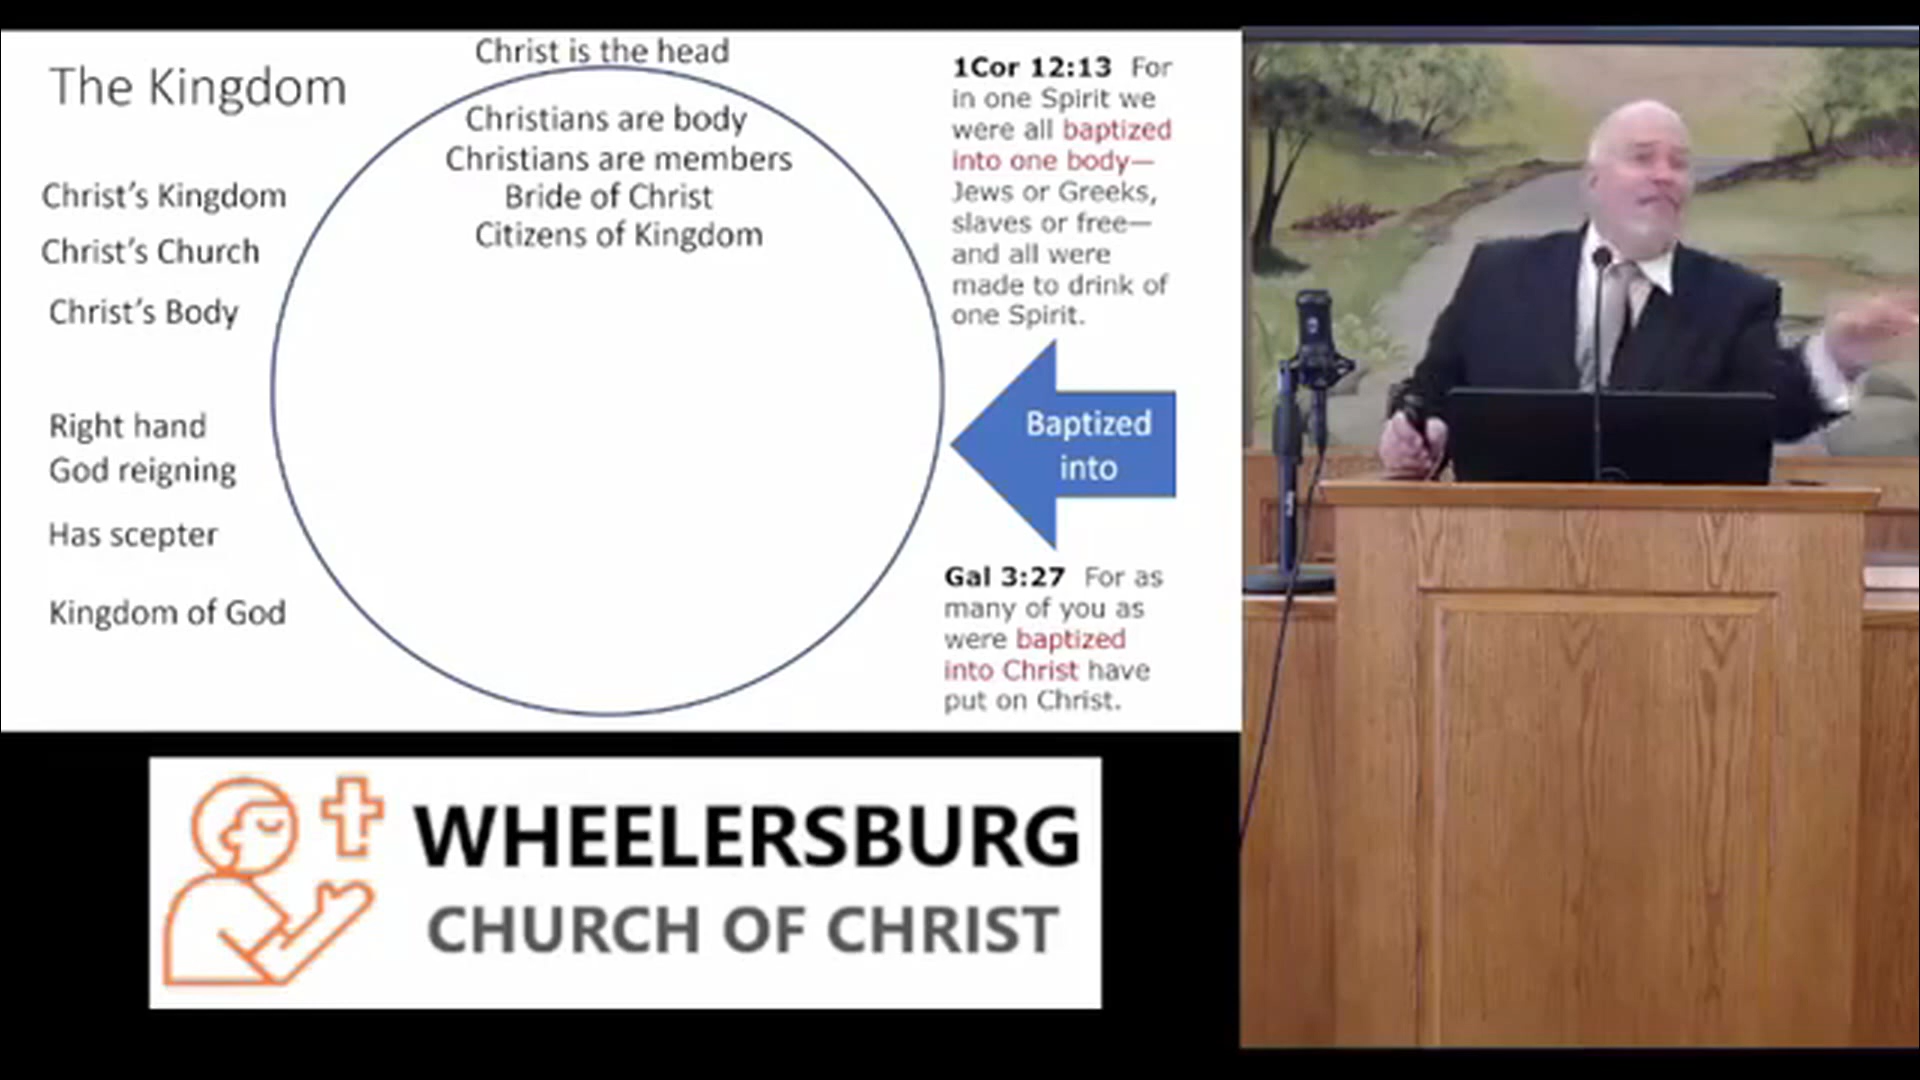 The Kingdom
Christ's Kingdom
Christ's Church
Christ's Body
Right hand
God reigning
Has scepter
Kingdom of God
Christ is the head
Christians are body
Christians are members
Bride of Christ
Citizens of Kingdom
1Cor 12:13 For
in one Spirit we
were all baptized
into one body—
Jews or Greeks,
slaves or free—
and all were
made to drink of
one Spirit.
Baptized
into
Gal 3:27 For as
many of you as
were baptized
into Christ have
put on Christ.
WHEELERSBURG
CHURCH OF CHRIST